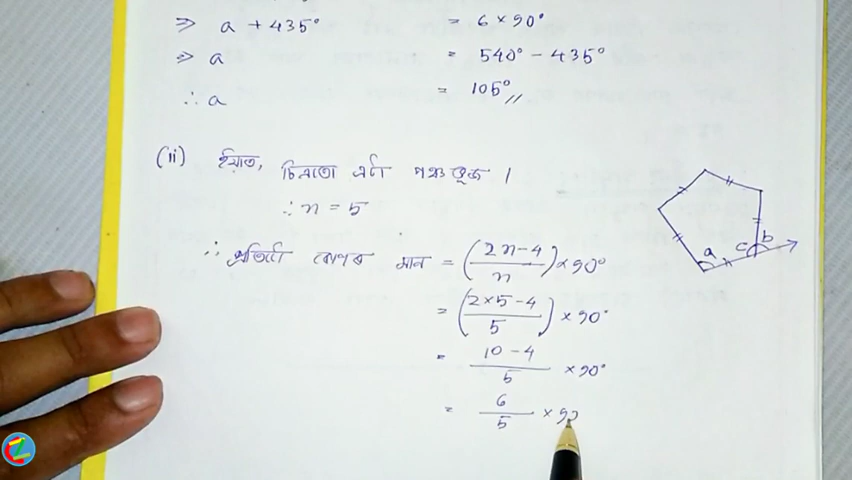 ⇒ a + 435° = 6 × 90°
⇒ a = 540° − 435°
∴ a = 105°//
(ii) ইয়াত, চিত্ৰতো এটা পঞ্চভূজ ।
∴ n = 5
∴ প্ৰতিটো কোণৰ মান = (2n−4/n) × 90°
= (2×5−4/5) × 90°
= 10−4/5 × 90°
= 6/5 × 90
a c b